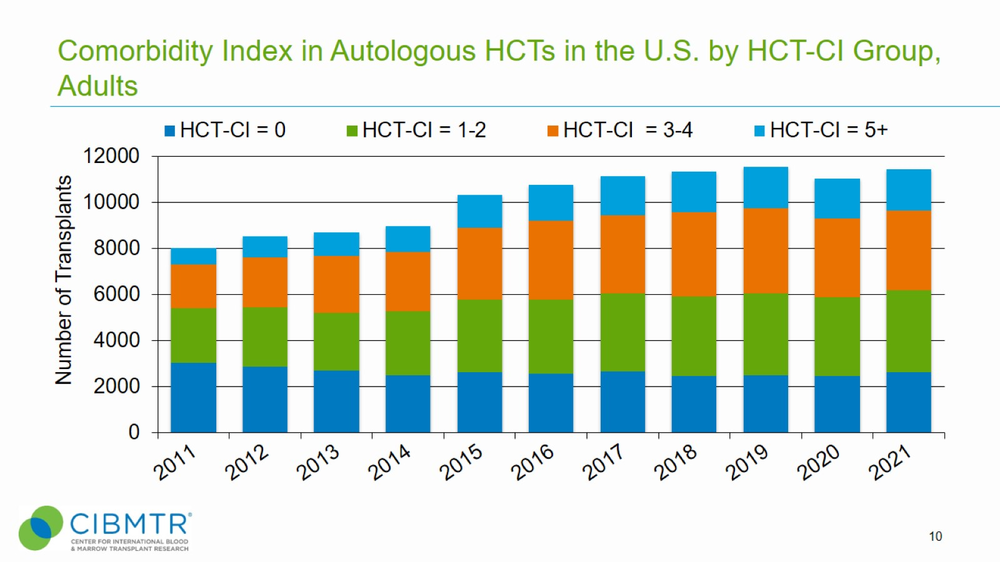 Comorbidity Index in Autologous HCTs in the U.S. by HCT-CI Group,
Adults
HCT-CI = 0
HCT-CI = 1-2
HCT-CI  = 3-4
HCT-CI = 5+
Number of Transplants
12000
10000
8000
6000
4000
2000
0
2011
2012
2013
2014
2015
2016
2017
2018
2019
2020
2021
CIBMTR®
CENTER FOR INTERNATIONAL BLOOD
& MARROW TRANSPLANT RESEARCH
10